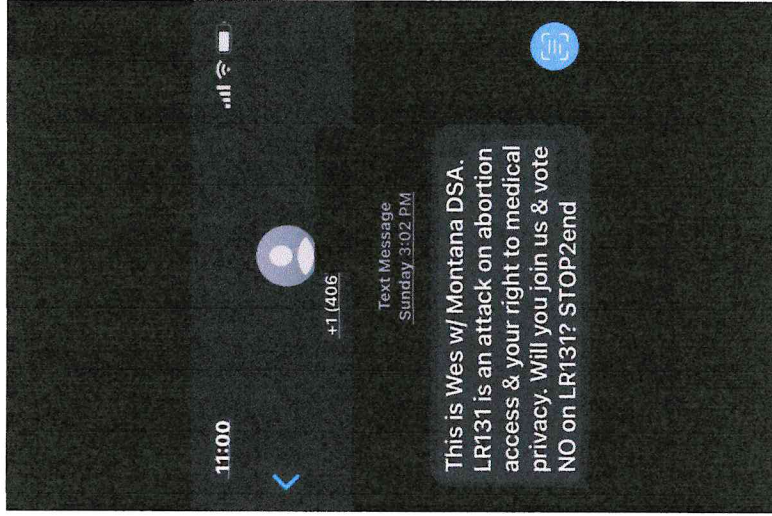 11:00
+1 (406
Text Message
Sunday 3:02 PM
This is Wes w/ Montana DSA.
LR131 is an attack on abortion
access & your right to medical
privacy. Will you join us & vote
NO on LR131? STOP2end